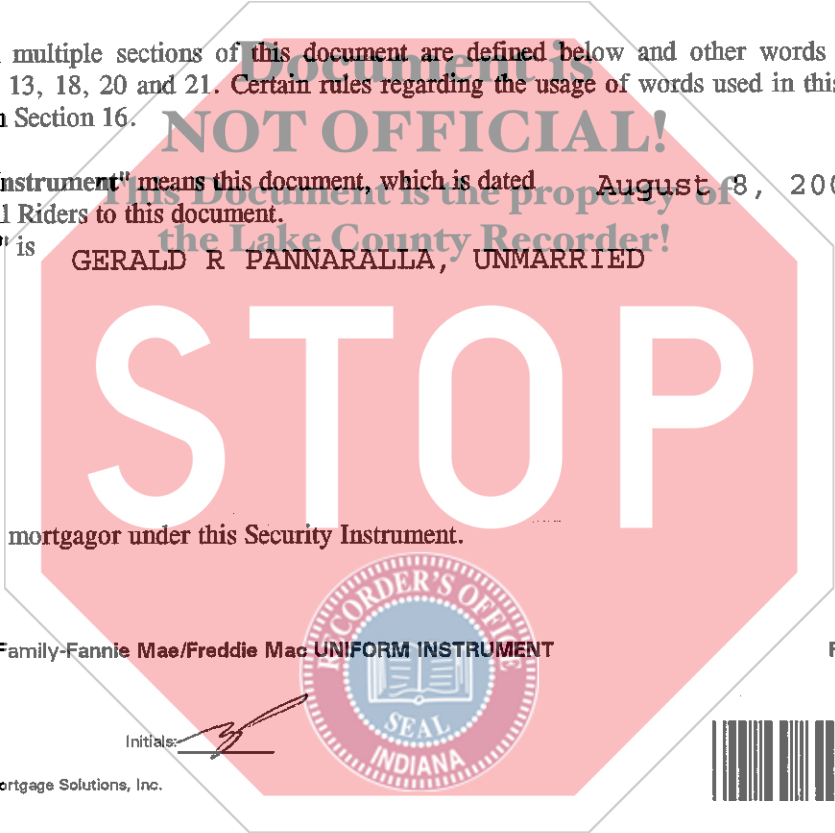 multiple sections of this document are defined below and other words
Document is
13, 18, 20 and 21. Certain rules regarding the usage of words used in this
Section 16.
NOT OFFICIAL!
nstrument" means this document, which is dated August 8, 200
This Document is the property of
l Riders to this document.
" is
the Lake County Recorder!
GERALD R PANNARALLA, UNMARRIED
STOP
mortgagor under this Security Instrument.
RECORDER'S OFFICE
SEAL
INDIANA
Family-Fannie Mae/Freddie Mac UNIFORM INSTRUMENT
Initials:
ortgage Solutions, Inc.